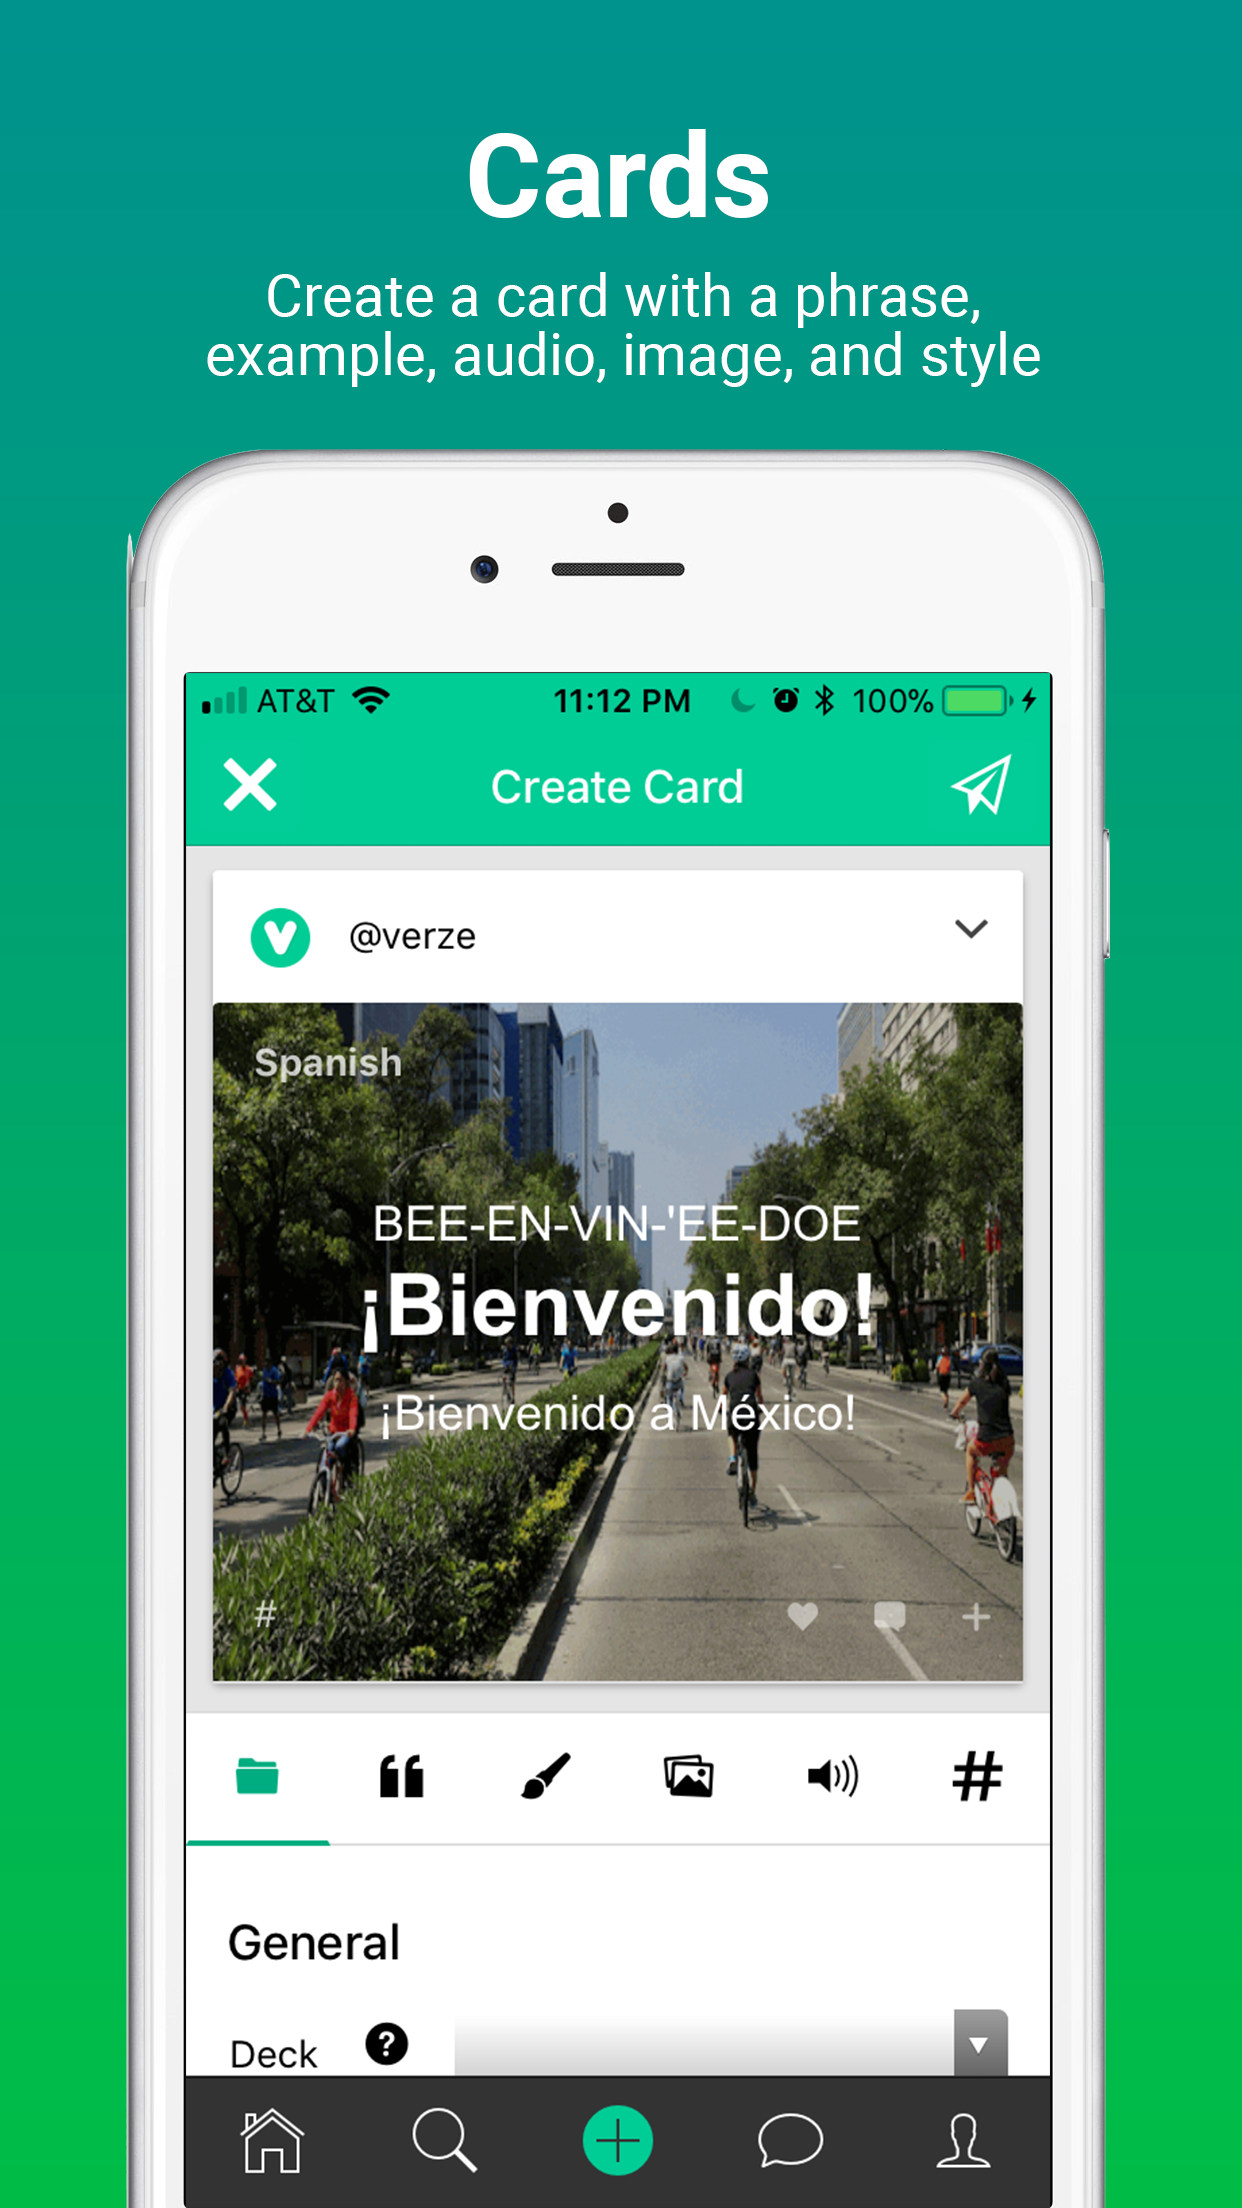 Cards
Create a card with a phrase,
example, audio, image, and style
AT&T 11:12 PM 100%
Create Card
@verze
Spanish
BEE-EN-VIN-'EE-DOE
¡Bienvenido!
¡Bienvenido a México!
#
#
General
Deck ?